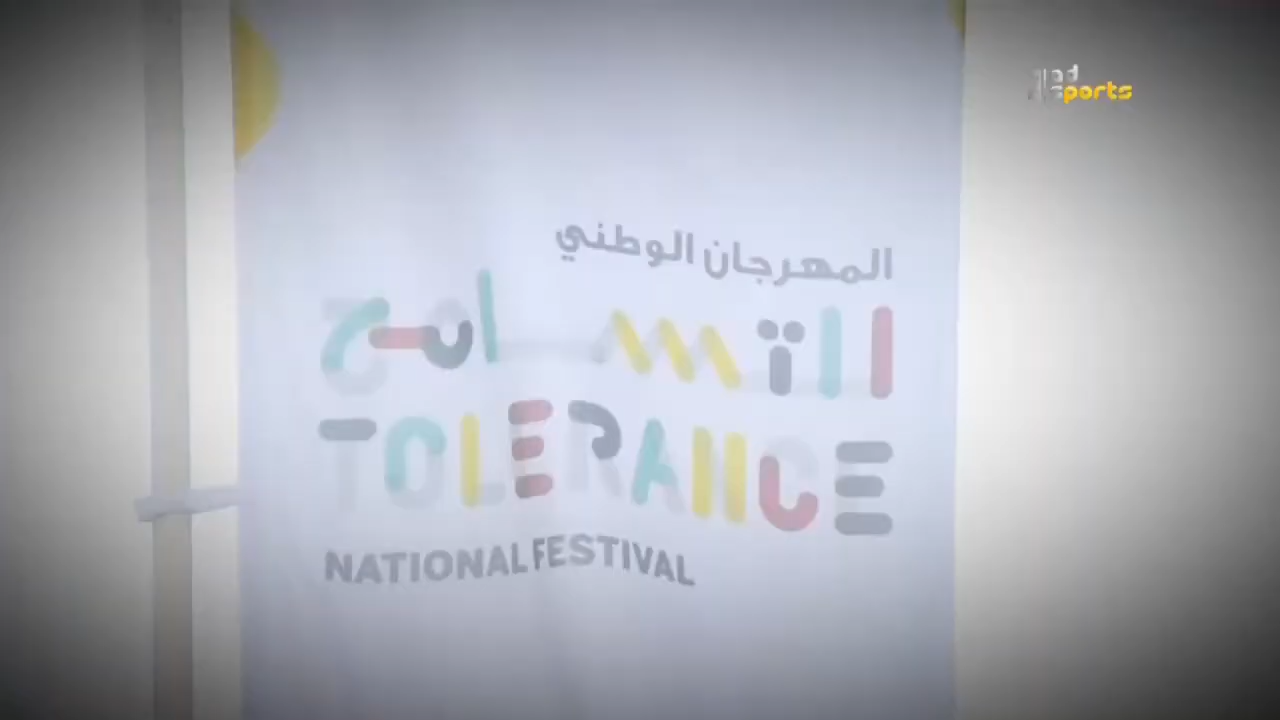 المهرجان الوطني
التسامح
TOLERANCE
NATIONAL FESTIVAL
ad
sports